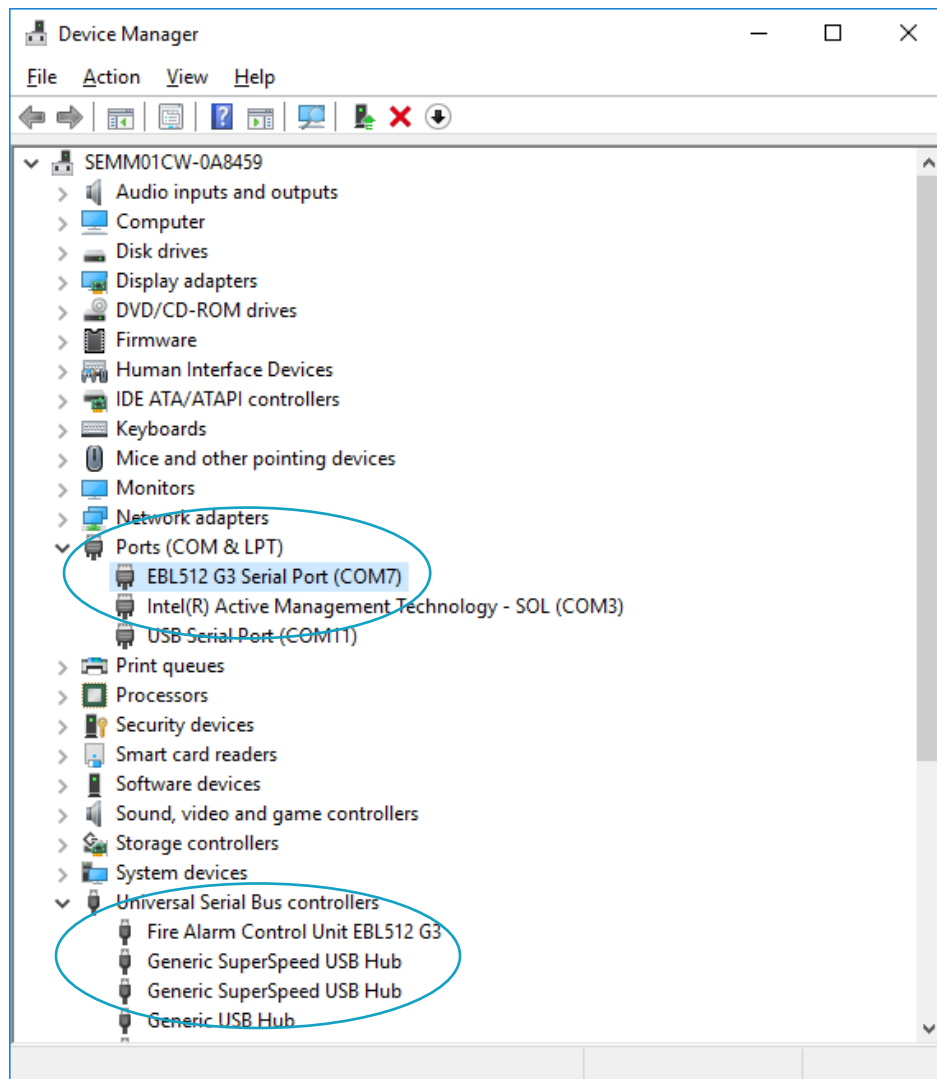 Device Manager
File Action View Help
SEMM01CW-0A8459
Audio inputs and outputs
Computer
Disk drives
Display adapters
DVD/CD-ROM drives
Firmware
Human Interface Devices
IDE ATA/ATAPI controllers
Keyboards
Mice and other pointing devices
Monitors
Network adapters
Ports (COM & LPT)
EBL512 G3 Serial Port (COM7)
Intel(R) Active Management Technology - SOL (COM3)
USB Serial Port (COM11)
Print queues
Processors
Security devices
Smart card readers
Software devices
Sound, video and game controllers
Storage controllers
System devices
Universal Serial Bus controllers
Fire Alarm Control Unit EBL512 G3
Generic SuperSpeed USB Hub
Generic SuperSpeed USB Hub
Generic USB Hub